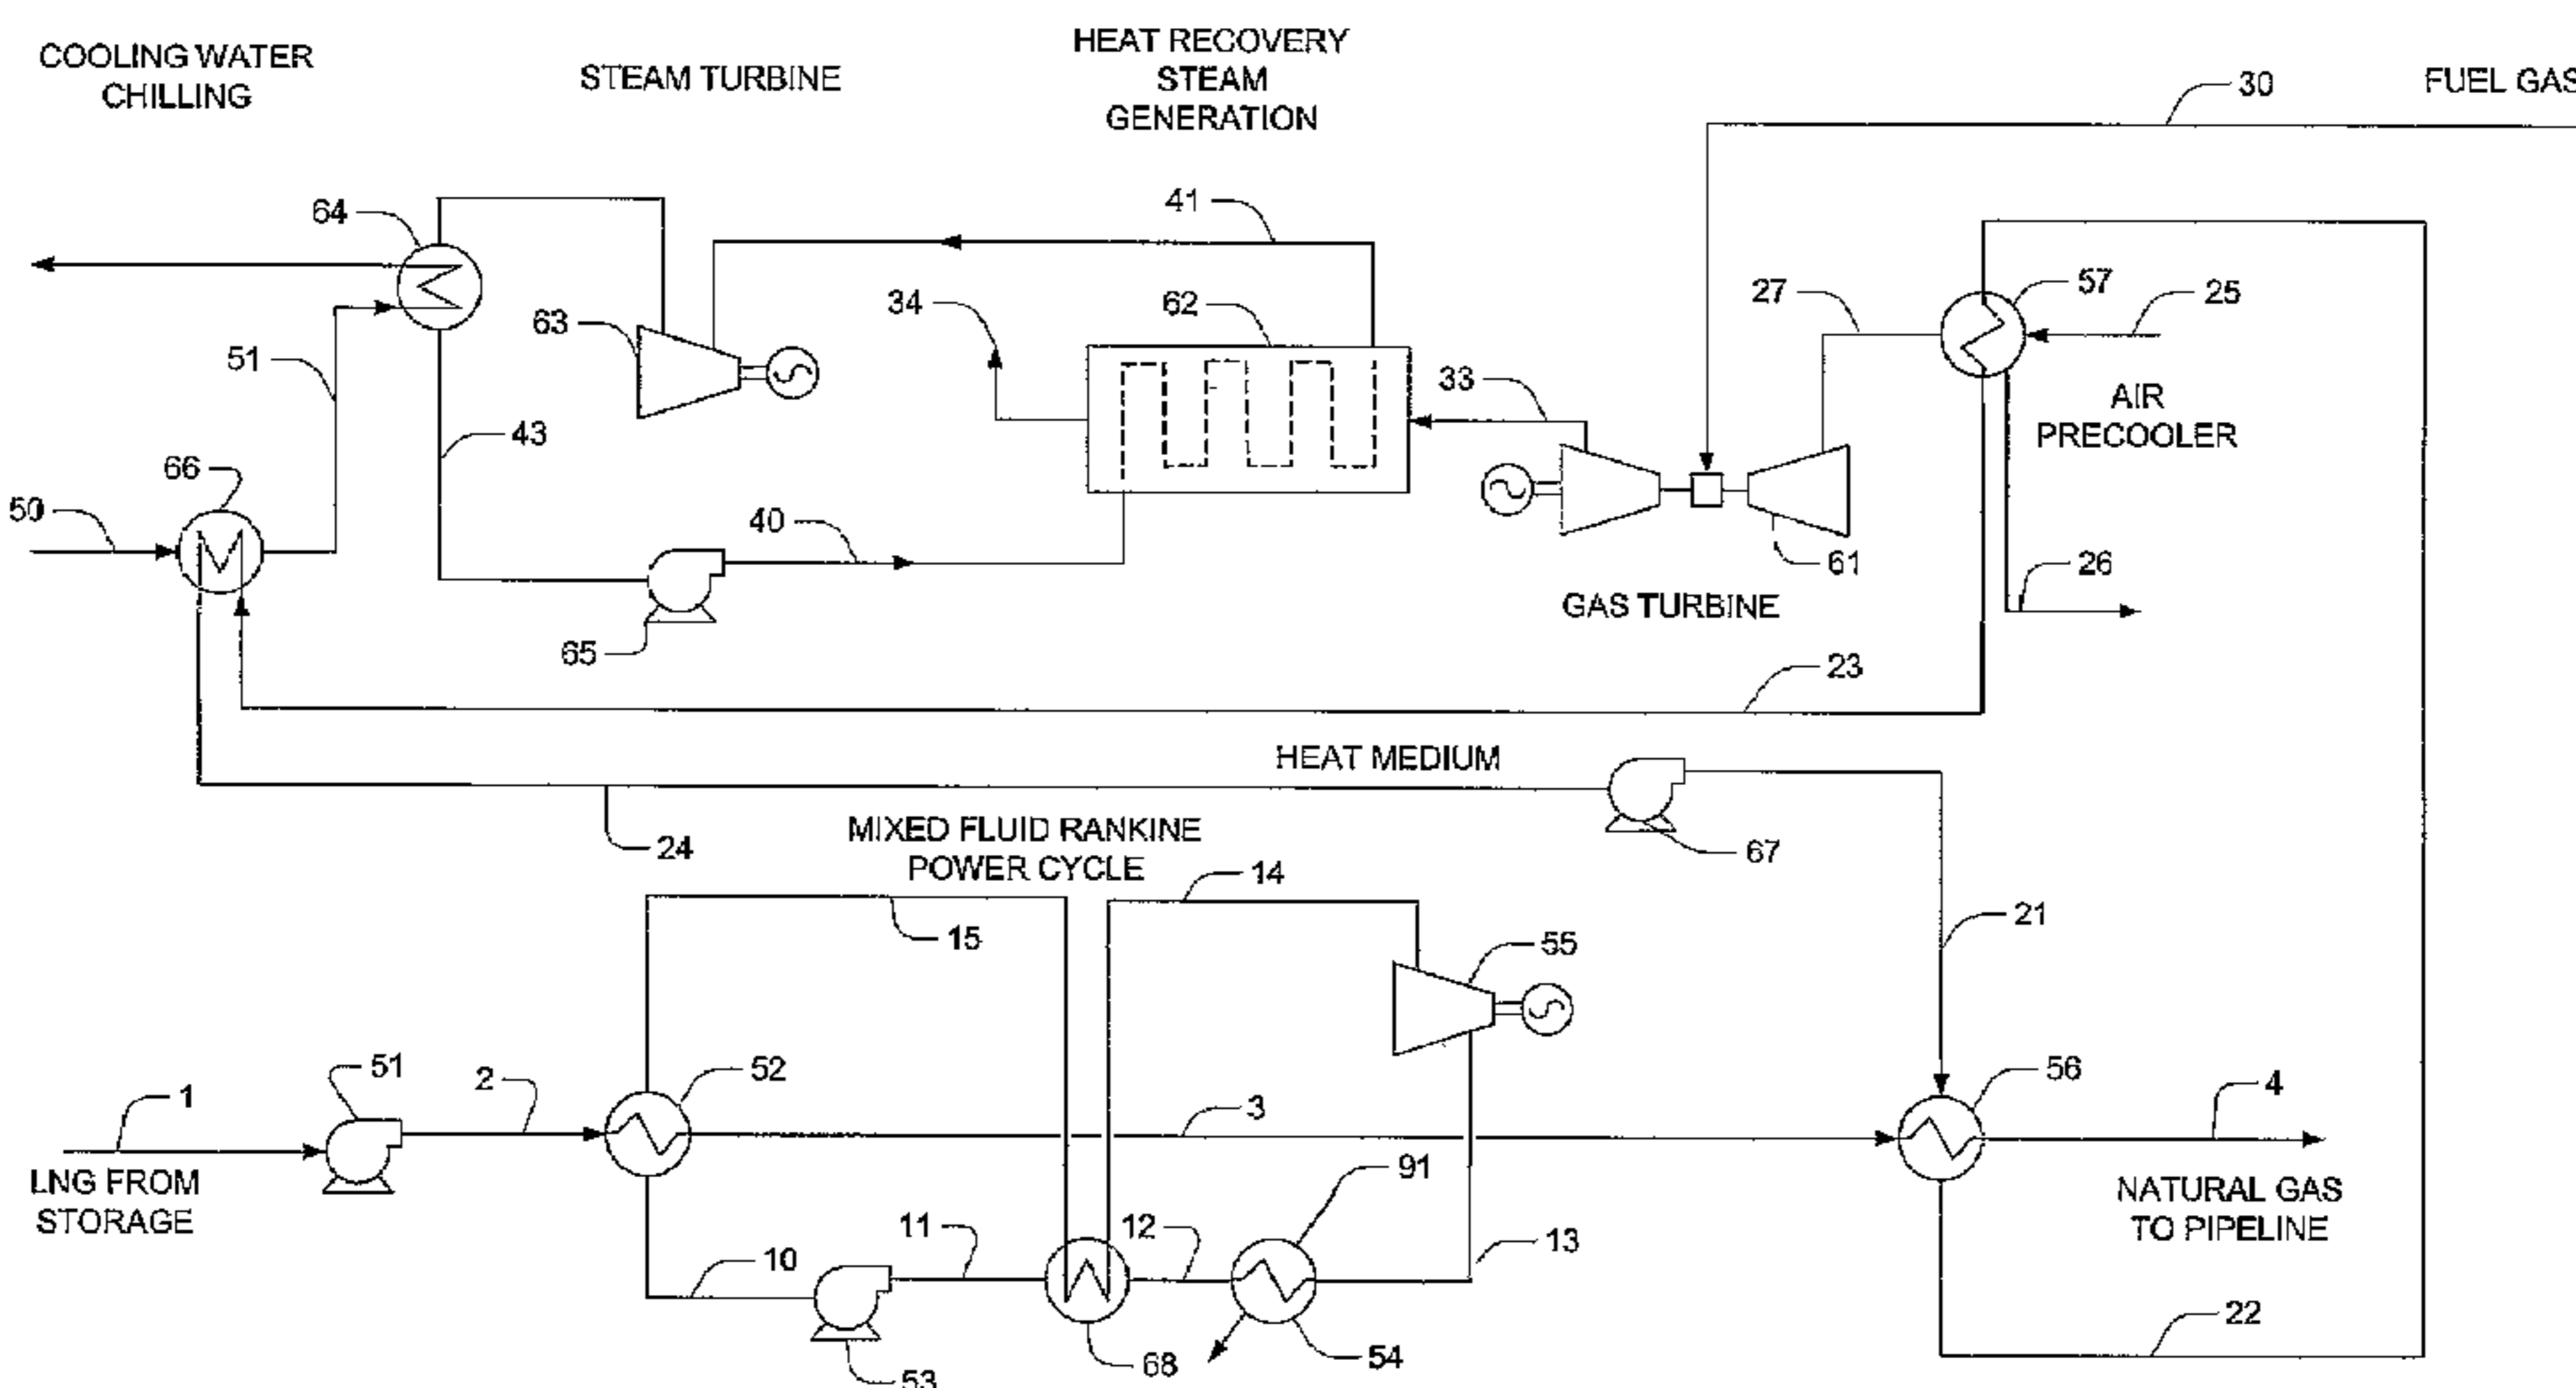 COOLING WATER
CHILLING
STEAM TURBINE
HEAT RECOVERY
STEAM
GENERATION
30
FUEL GAS
64
41
34
62
27
57
25
63
51
33
AIR
PRECOOLER
43
66
50
40
61
26
GAS TURBINE
65
23
HEAT MEDIUM
24
MIXED FLUID RANKINE
POWER CYCLE
67
14
15
21
55
51
2
52
1
3
56
4
LNG FROM
STORAGE
91
NATURAL GAS
TO PIPELINE
11
12
13
10
22
53
68
54